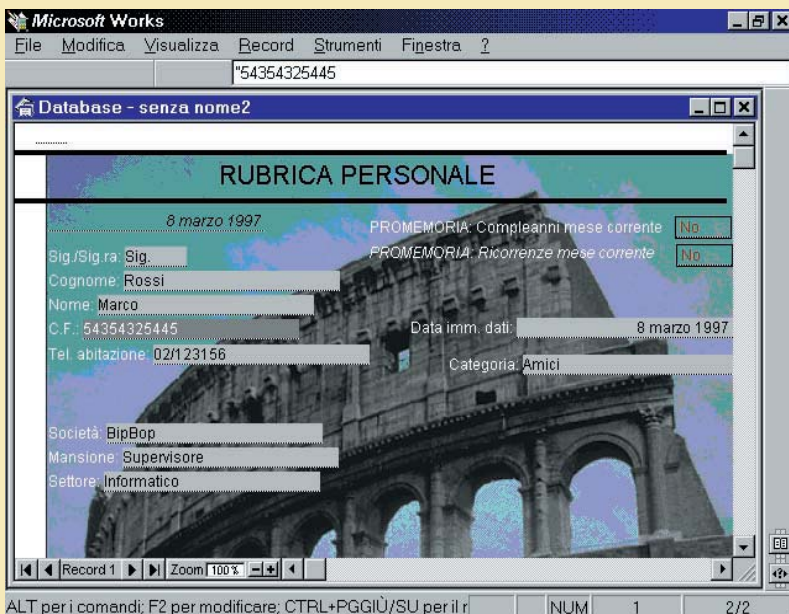 Microsoft Works
File Modifica Visualizza Record Strumenti Finestra ?
"54354325445
Database - senza nome2
RUBRICA PERSONALE
8 marzo 1997
PROMEMORIA: Compleanni mese corrente No
PROMEMORIA: Ricorrenze mese corrente No
Sig./Sig.ra: Sig.
Cognome: Rossi
Nome: Marco
C.F.: 54354325445
Data imm. dati: 8 marzo 1997
Tel. abitazione: 02/123156
Categoria: Amici
Società: BipBop
Mansione: Supervisore
Settore: Informatico
Record 1 Zoom 100%
ALT per i comandi; F2 per modificare; CTRL+PGGIÙ/SU per il r NUM 1 2/2